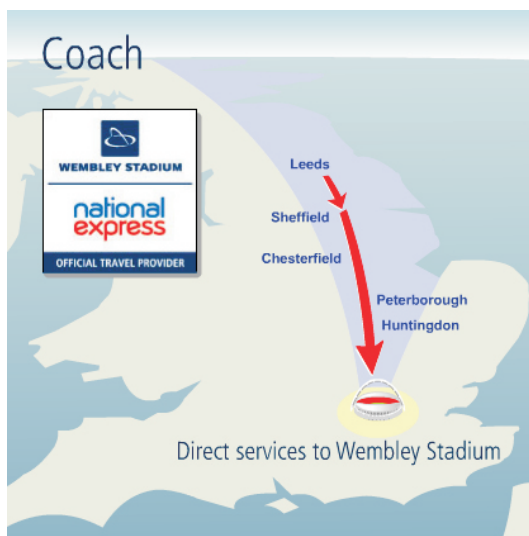 Coach
WEMBLEY STADIUM
national
express
OFFICIAL TRAVEL PROVIDER
Leeds
Sheffield
Chesterfield
Peterborough
Huntingdon
Direct services to Wembley Stadium